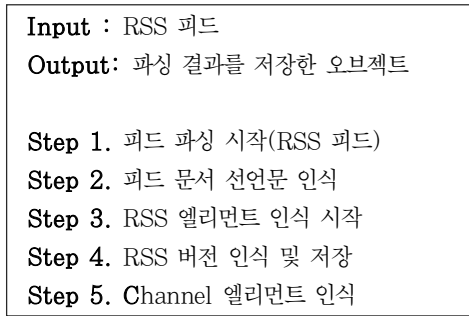 Input : RSS 피드
Output: 파싱 결과를 저장한 오브젝트
Step 1. 피드 파싱 시작(RSS 피드)
Step 2. 피드 문서 선언문 인식
Step 3. RSS 엘리먼트 인식 시작
Step 4. RSS 버전 인식 및 저장
Step 5. Channel 엘리먼트 인식